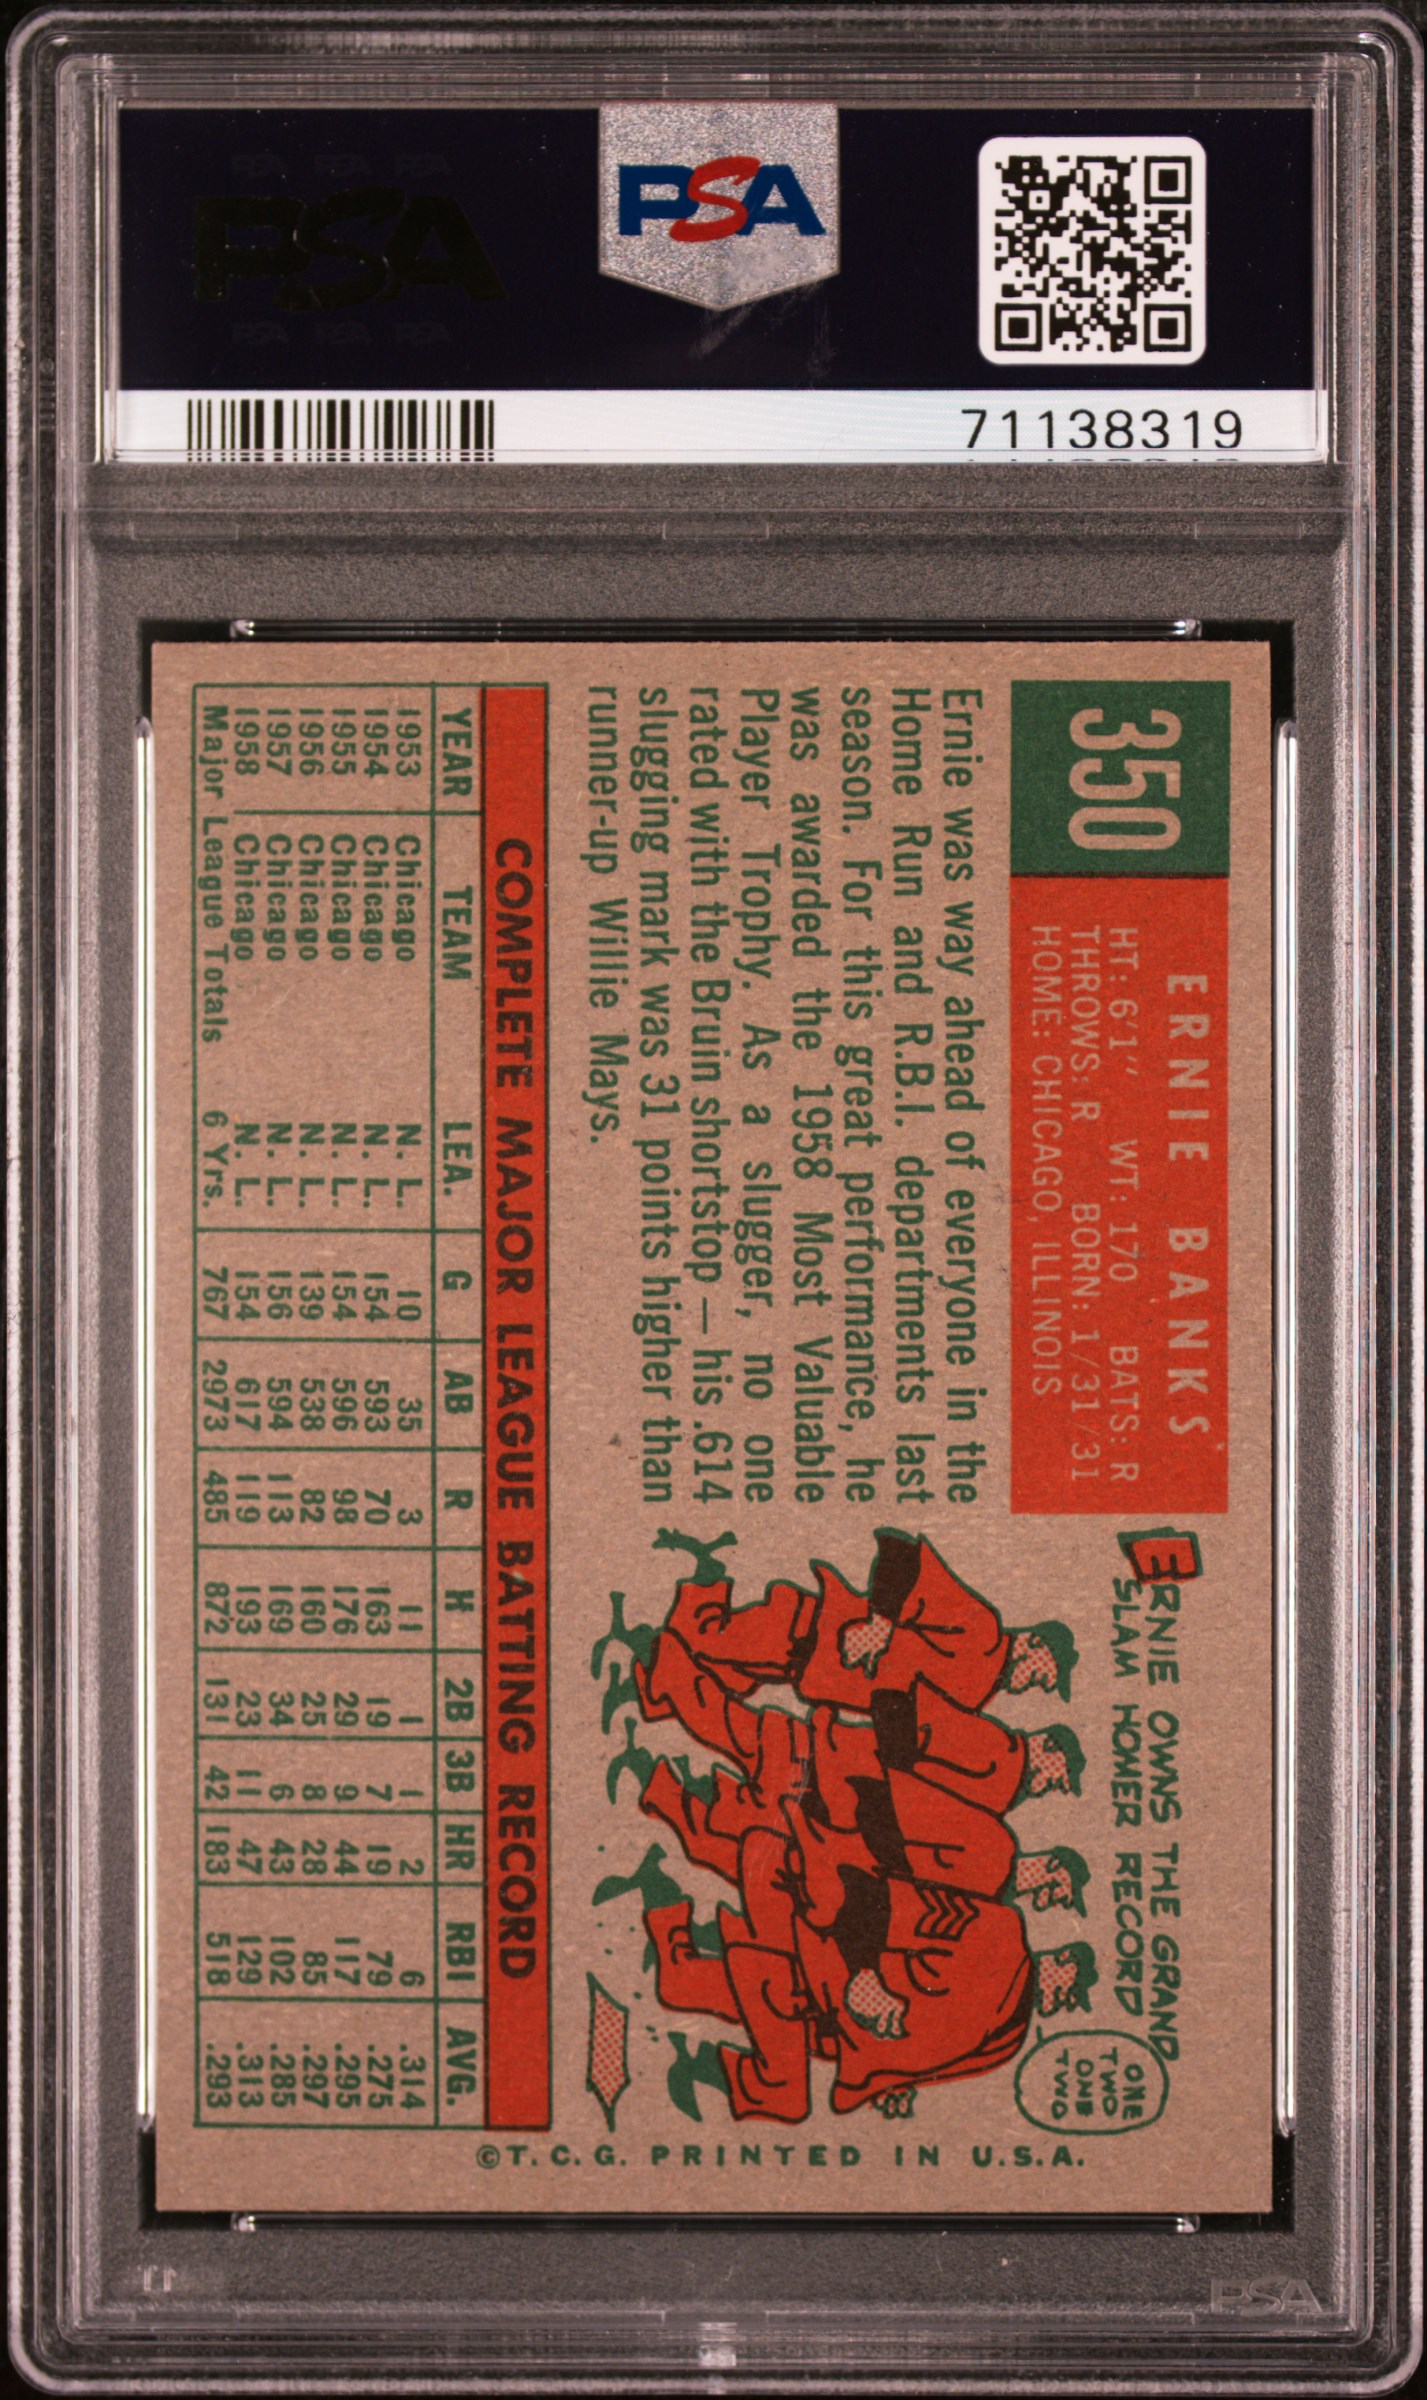 PSA PSA PSA
PSA
PSA PSA PSA
PSA
71138319
350
ERNIE BANKS
HT: 6'1" WT: 170 BATS: R
THROWS: R BORN: 1/31/31
HOME: CHICAGO, ILLINOIS
Ernie was way ahead of everyone in the
Home Run and R.B.I. departments last
season. For this great performance, he
was awarded the 1958 Most Valuable
Player Trophy. As a slugger, no one
rated with the Bruin shortstop — his .614
slugging mark was 31 points higher than
runner-up Willie Mays.
ERNIE OWNS THE GRAND
SLAM HOMER RECORD
ONE
TWO
ONE
TWO
COMPLETE MAJOR LEAGUE BATTING RECORD
YEAR TEAM LEA. G AB R H 2B 3B HR RBI AVG.
1953 Chicago N. L. 10 35 3 11 1 1 2 6 .314
1954 Chicago N. L. 154 593 70 163 19 7 19 79 .275
1955 Chicago N. L. 154 596 98 176 29 9 44 117 .295
1956 Chicago N. L. 139 538 82 160 25 8 28 85 .297
1957 Chicago N. L. 156 594 113 169 34 6 43 102 .285
1958 Chicago N. L. 154 617 119 193 23 11 47 129 .313
Major League Totals 6 Yrs. 767 2973 485 872 131 42 183 518 .293
©T.C.G. PRINTED IN U.S.A.
PSA